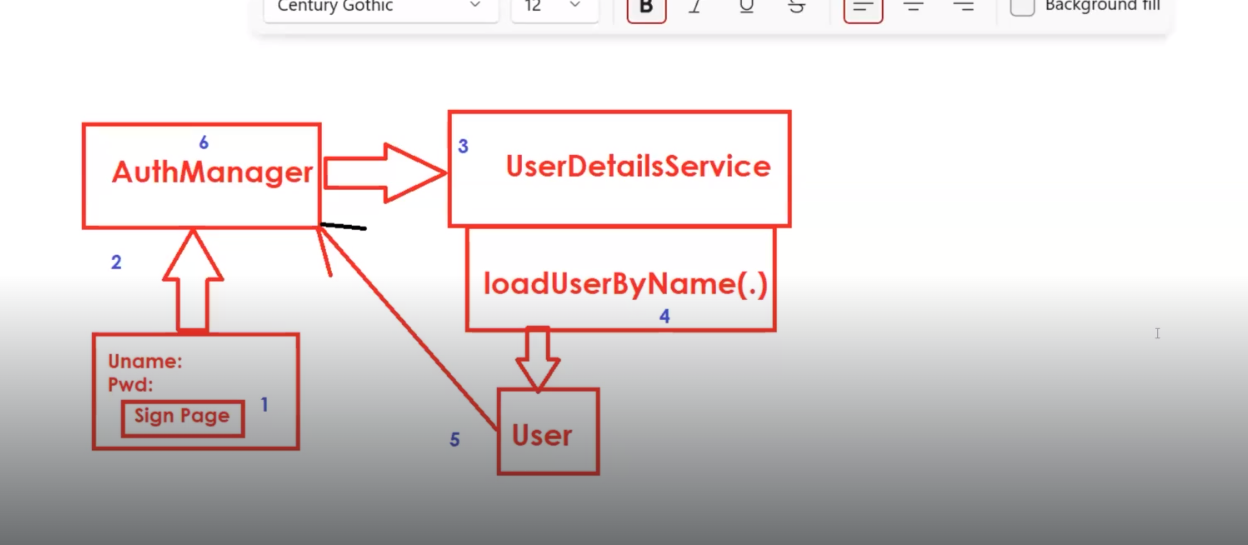 Century Gothic
12
B I U S
Background fill
6
AuthManager
3
UserDetailsService
2
loadUserByName(.)
4
Uname:
Pwd:
Sign Page
1
5
User